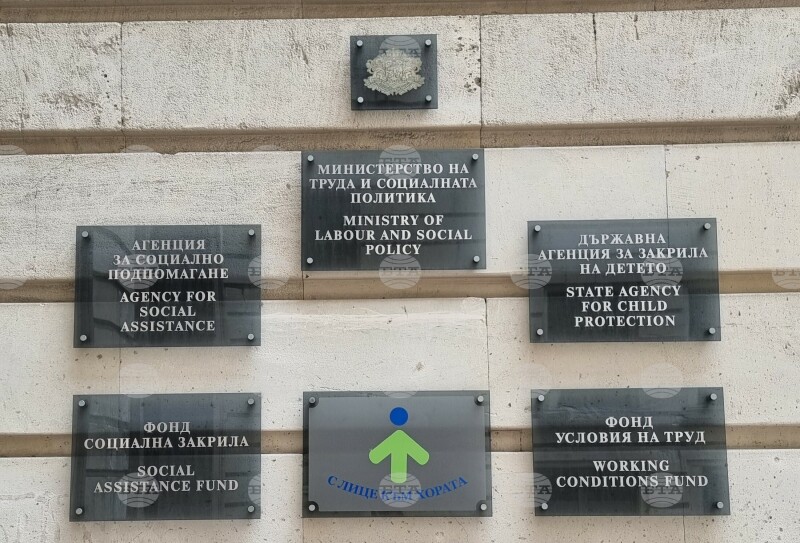 МИНИСТЕРСТВО НА
ТРУДА И СОЦИАЛНАТА
ПОЛИТИКА
MINISTRY OF
LABOUR AND SOCIAL
POLICY
АГЕНЦИЯ
ЗА СОЦИАЛНО
ПОДПОМАГАНЕ
AGENCY FOR
SOCIAL
ASSISTANCE
ДЪРЖАВНА
АГЕНЦИЯ ЗА ЗАКРИЛА
НА ДЕТЕТО
STATE AGENCY
FOR CHILD
PROTECTION
ФОНД
СОЦИАЛНА ЗАКРИЛА
SOCIAL
ASSISTANCE FUND
С ЛИЦЕ КЪМ ХОРАТА
ФОНД
УСЛОВИЯ НА ТРУД
WORKING
CONDITIONS FUND
БТА